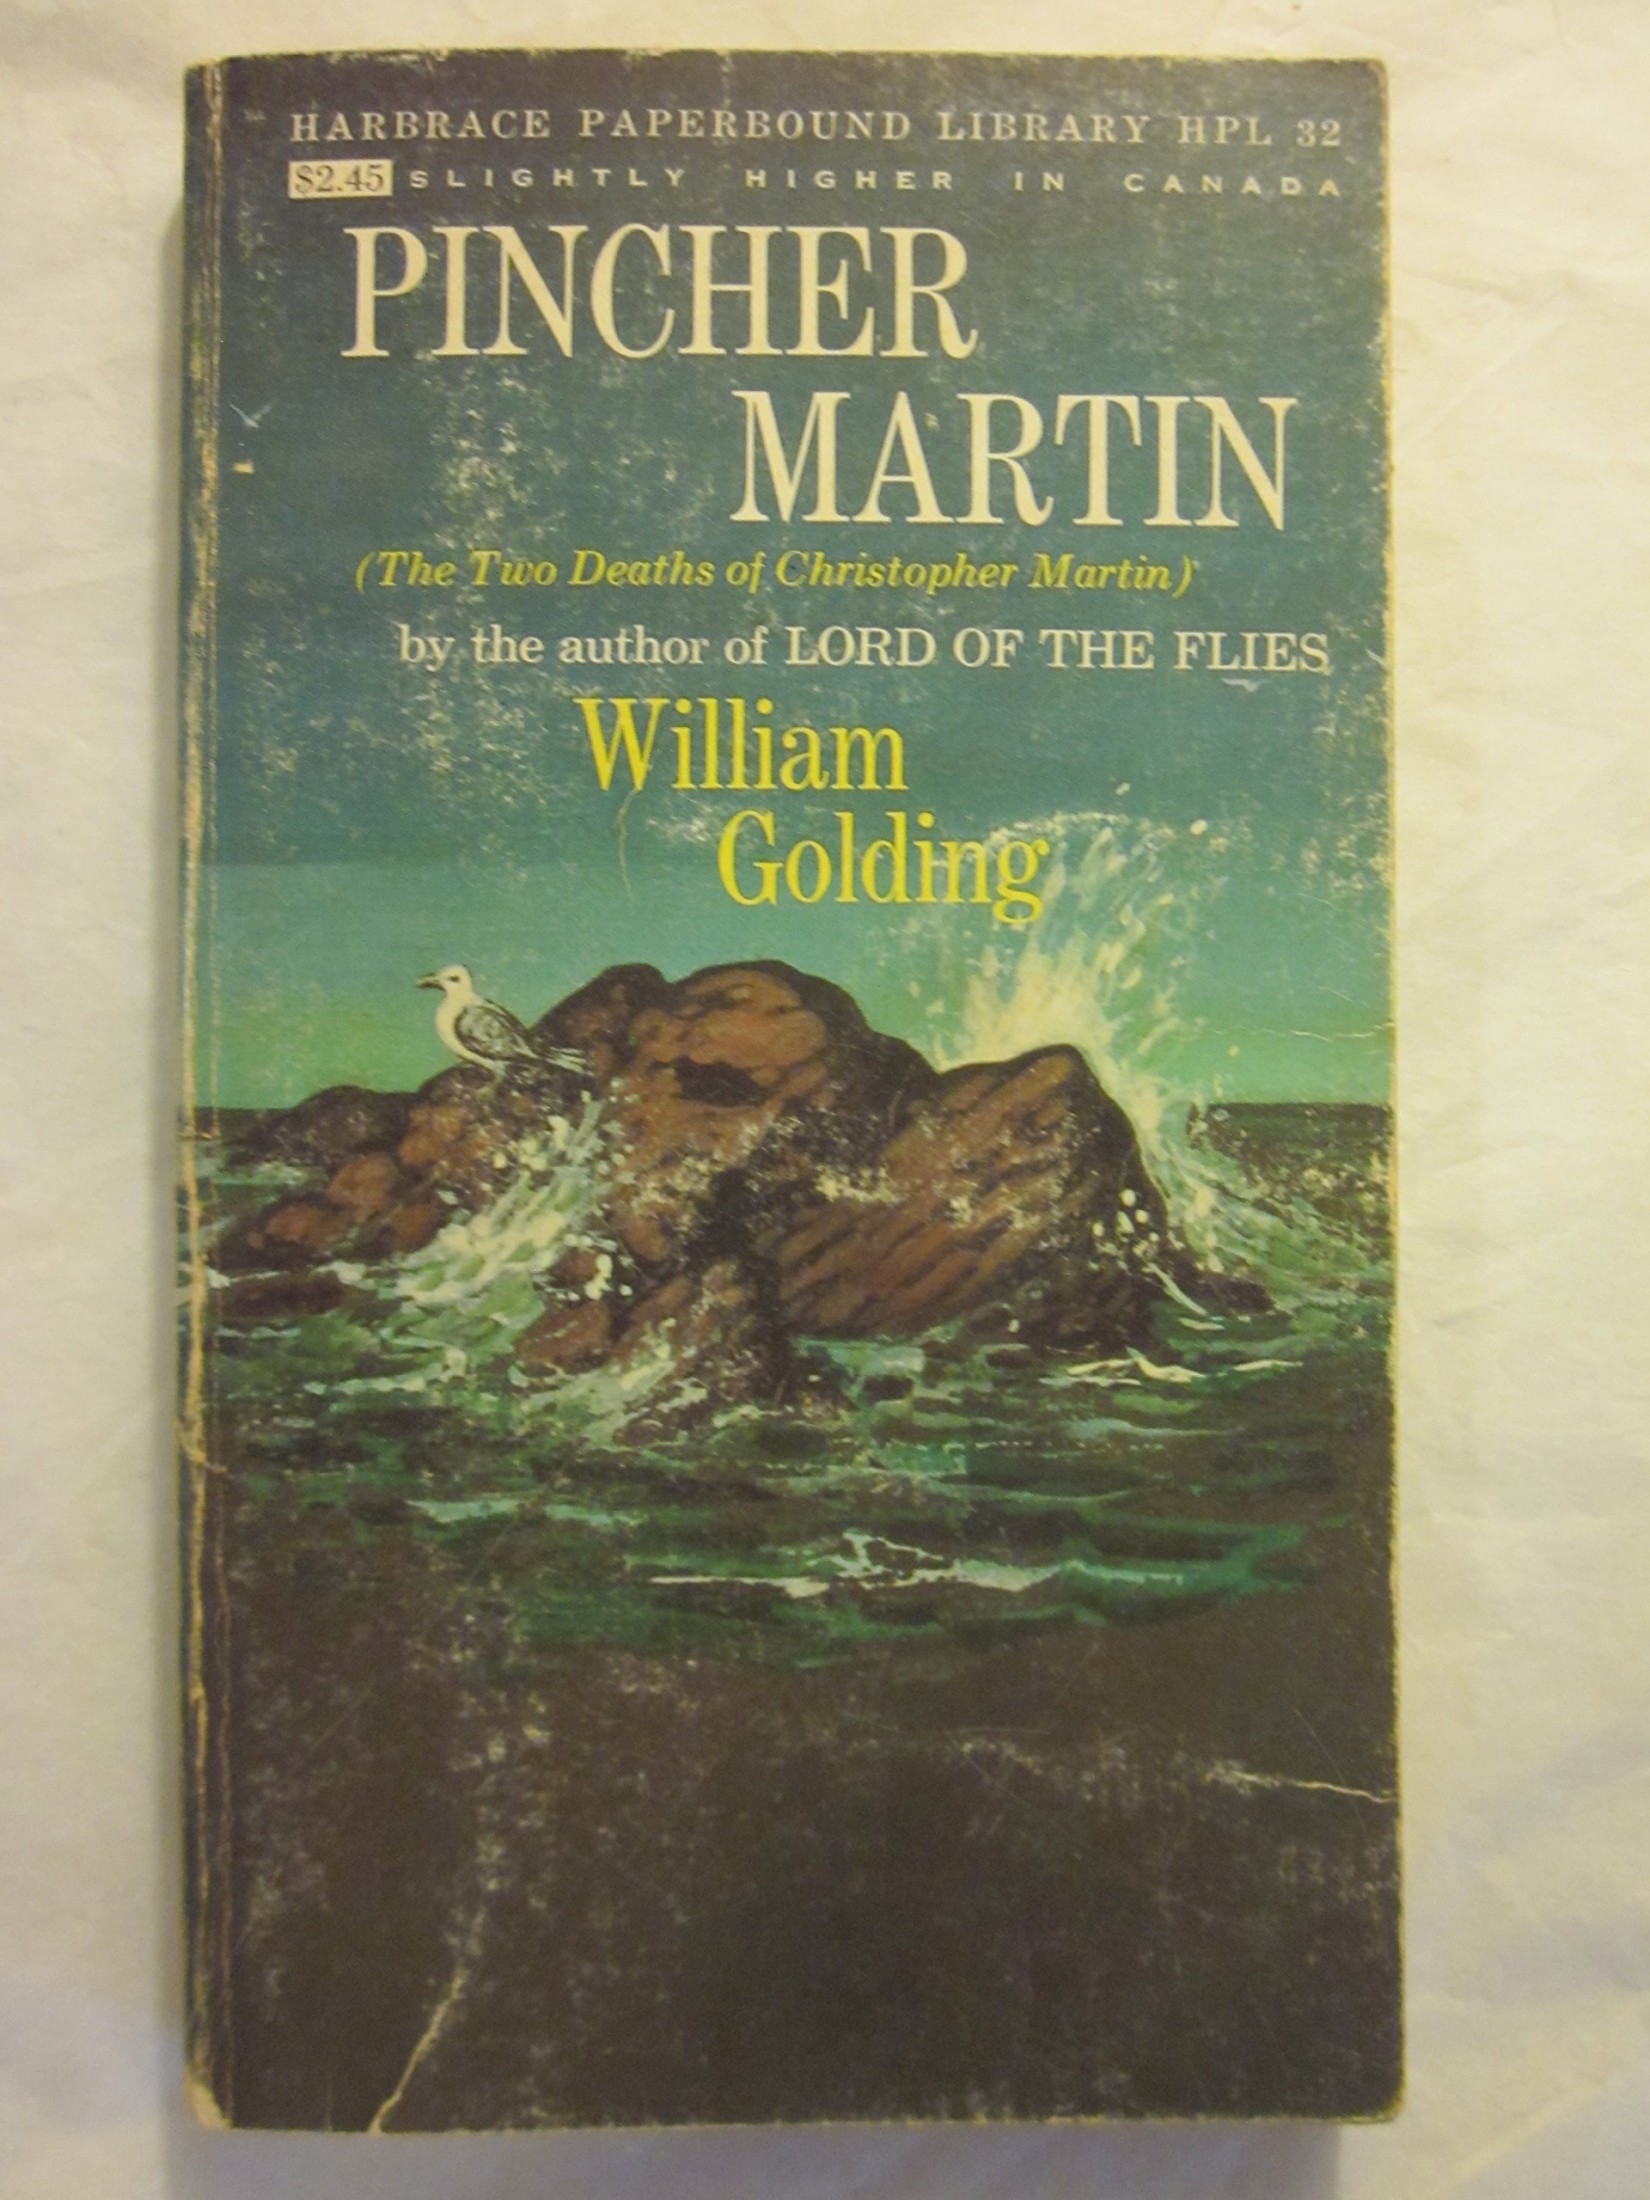 HARBRACE PAPERBOUND LIBRARY HPL 32
$2.45 SLIGHTLY HIGHER IN CANADA
PINCHER
MARTIN
(The Two Deaths of Christopher Martin)
by the author of LORD OF THE FLIES
William
Golding